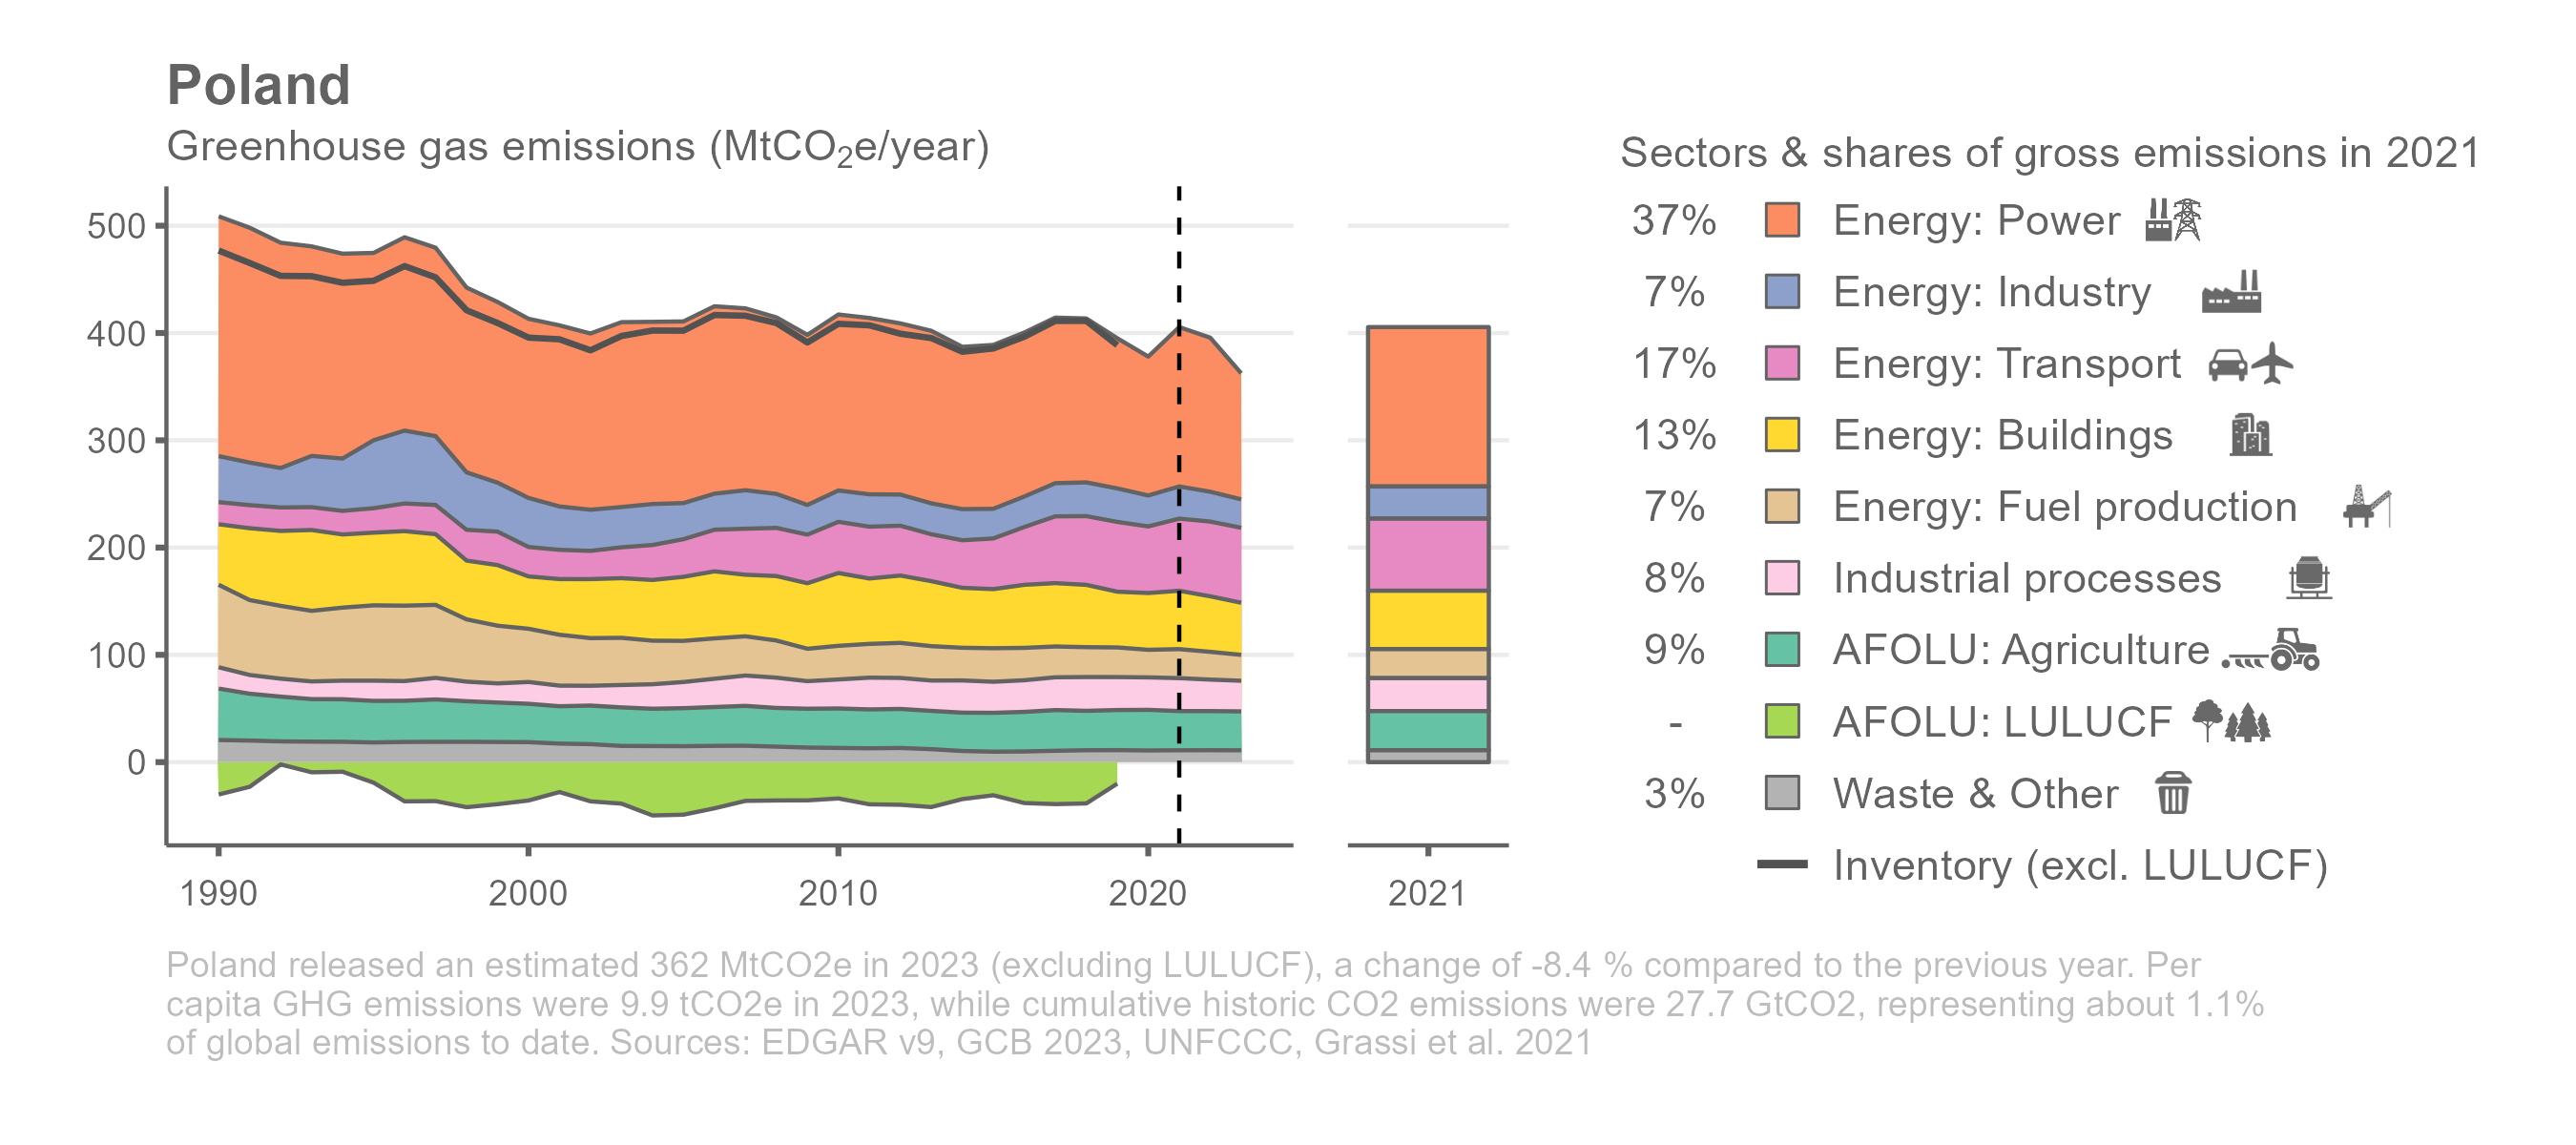 Poland
Greenhouse gas emissions (MtCO₂e/year)
500
400
300
200
100
0
1990
2000
2010
2020
2021
Sectors & shares of gross emissions in 2021
37% Energy: Power
7% Energy: Industry
17% Energy: Transport
13% Energy: Buildings
7% Energy: Fuel production
8% Industrial processes
9% AFOLU: Agriculture
- AFOLU: LULUCF
3% Waste & Other
Inventory (excl. LULUCF)
Poland released an estimated 362 MtCO2e in 2023 (excluding LULUCF), a change of -8.4 % compared to the previous year. Per
capita GHG emissions were 9.9 tCO2e in 2023, while cumulative historic CO2 emissions were 27.7 GtCO2, representing about 1.1%
of global emissions to date. Sources: EDGAR v9, GCB 2023, UNFCCC, Grassi et al. 2021